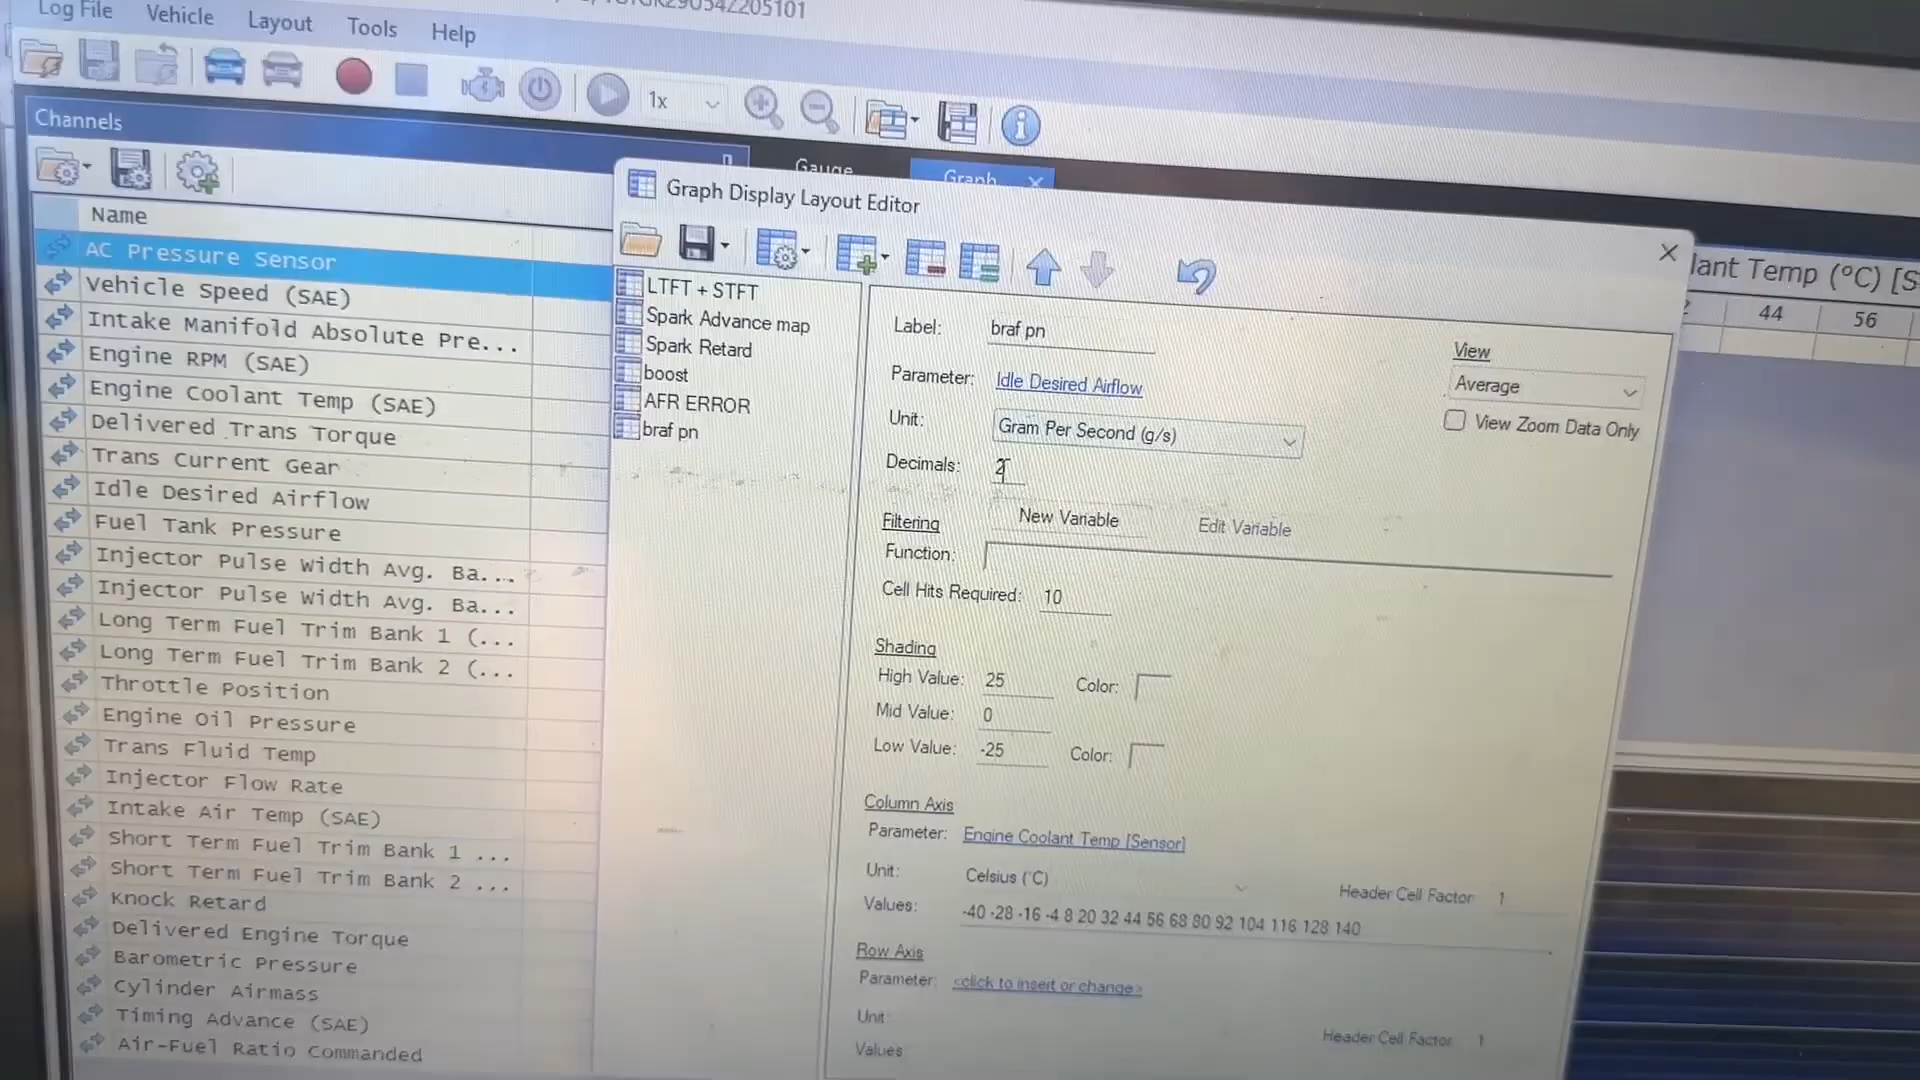 Log File Vehicle Layout Tools Help
1x
Channels
Gauge Graph
Name
AC Pressure Sensor
Vehicle Speed (SAE)
Intake Manifold Absolute Pre...
Engine RPM (SAE)
Engine Coolant Temp (SAE)
Delivered Trans Torque
Trans Current Gear
Idle Desired Airflow
Fuel Tank Pressure
Injector Pulse Width Avg. Ba...
Injector Pulse Width Avg. Ba...
Long Term Fuel Trim Bank 1 (...
Long Term Fuel Trim Bank 2 (...
Throttle Position
Engine Oil Pressure
Trans Fluid Temp
Injector Flow Rate
Intake Air Temp (SAE)
Short Term Fuel Trim Bank 1 ...
Short Term Fuel Trim Bank 2 ...
Knock Retard
Delivered Engine Torque
Barometric Pressure
Cylinder Airmass
Timing Advance (SAE)
Air-Fuel Ratio Commanded
Graph Display Layout Editor
LTFT + STFT
Spark Advance map
Spark Retard
boost
AFR ERROR
braf pn
Label: braf pn
Parameter: Idle Desired Airflow
Unit: Gram Per Second (g/s)
Decimals: 2
View
Average
View Zoom Data Only
Filtering New Variable Edit Variable
Function:
Cell Hits Required: 10
Shading
High Value: 25 Color:
Mid Value: 0
Low Value: -25 Color:
Column Axis
Parameter: Engine Coolant Temp [Sensor]
Unit: Celsius (°C) Header Cell Factor 1
Values: -40 -28 -16 -4 8 20 32 44 56 68 80 92 104 116 128 140
Row Axis
Parameter: <click to insert or change>
Unit: Header Cell Factor 1
Values
lant Temp (°C) [S
44 56